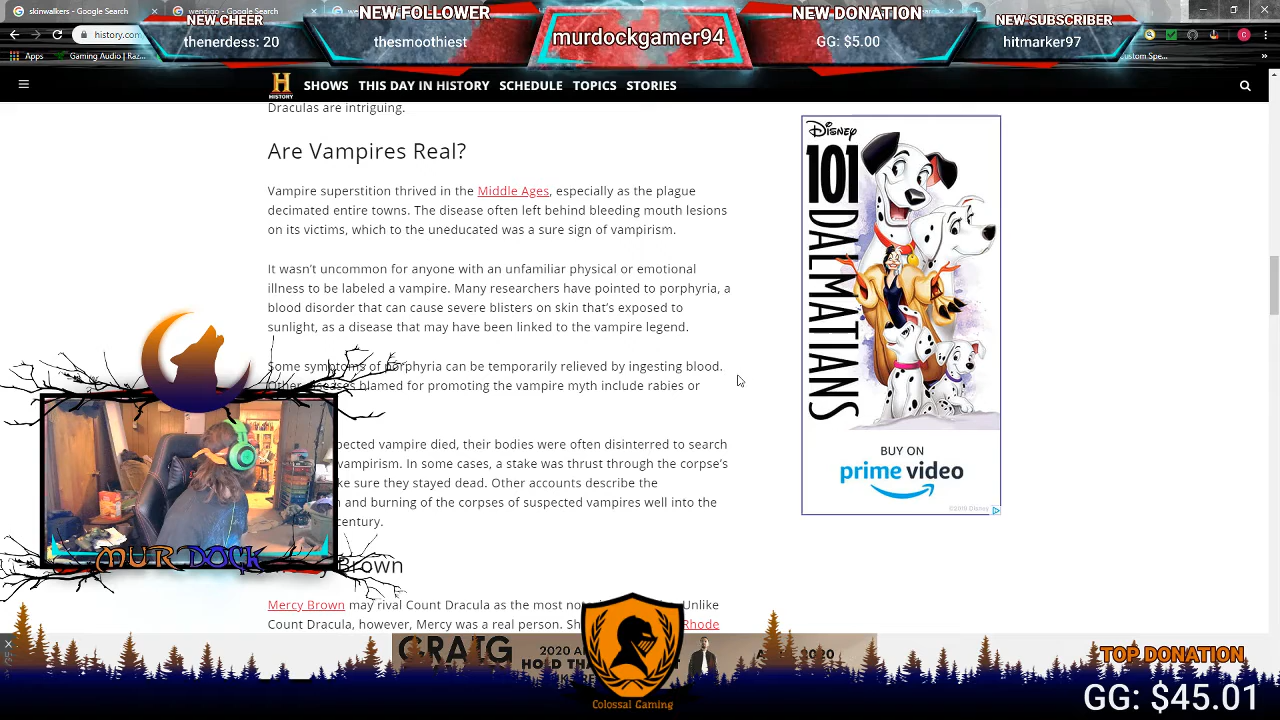 skinwalkers - Google Search
wendigo - Google Search
NEW CHEER
thenerdess: 20
NEW FOLLOWER
thesmoothiest
murdockgamer94
NEW DONATION
GG: $5.00
NEW SUBSCRIBER
hitmarker97
history.com
Apps
Gaming Audio | Raz...
Custom Spe...
H
HISTORY
SHOWS
THIS DAY IN HISTORY
SCHEDULE
TOPICS
STORIES
Draculas are intriguing.
Are Vampires Real?
Vampire superstition thrived in the Middle Ages, especially as the plague
decimated entire towns. The disease often left behind bleeding mouth lesions
on its victims, which to the uneducated was a sure sign of vampirism.
It wasn't uncommon for anyone with an unfamiliar physical or emotional
illness to be labeled a vampire. Many researchers have pointed to porphyria, a
blood disorder that can cause severe blisters on skin that's exposed to
sunlight, as a disease that may have been linked to the vampire legend.
Some symptoms of porphyria can be temporarily relieved by ingesting blood.
Other diseases blamed for promoting the vampire myth include rabies or
pected vampire died, their bodies were often disinterred to search
vampirism. In some cases, a stake was thrust through the corpse's
ke sure they stayed dead. Other accounts describe the
and burning of the corpses of suspected vampires well into the
century.
Brown
Mercy Brown may rival Count Dracula as the most Unlike
Count Dracula, however, Mercy was a real person. Rhode
Disney
101
DALMATIANS
BUY ON
prime video
©2019 Disney
MURDOCK
CRAIG
2020
HOLD
2020
Colossal Gaming
TOP DONATION
GG: $45.01